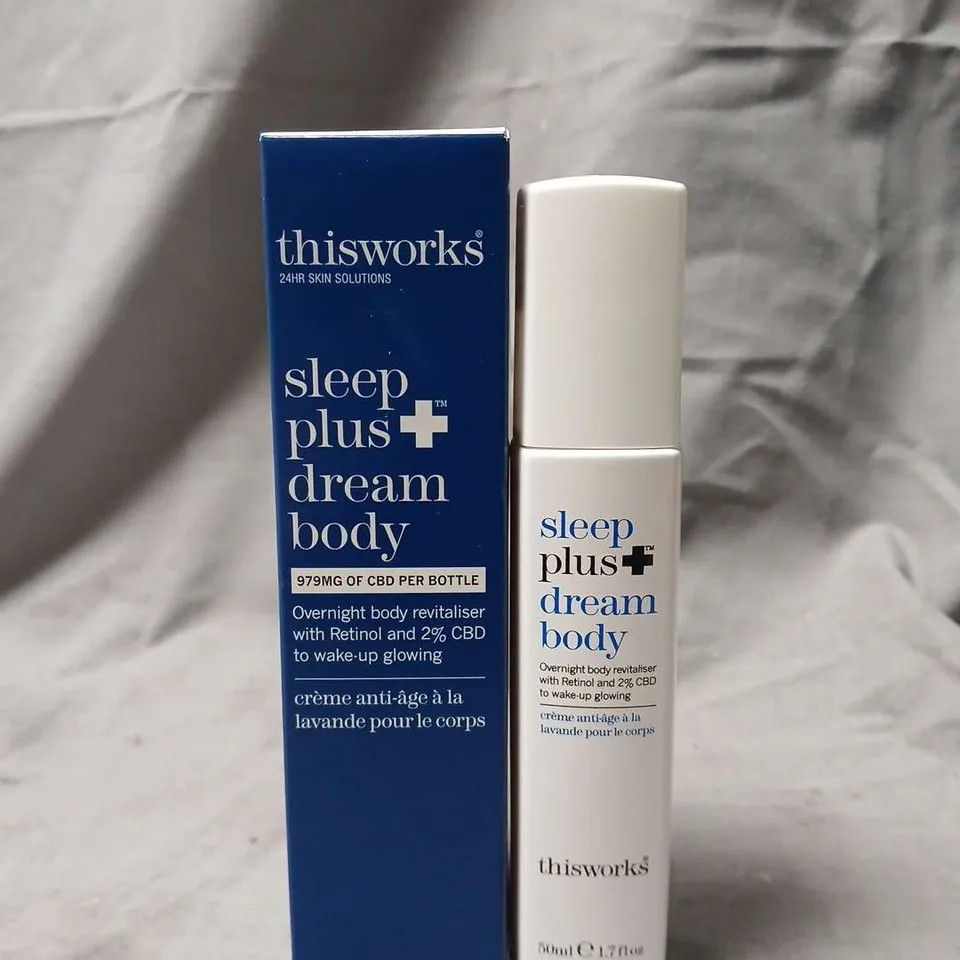 thisworks®
24HR SKIN SOLUTIONS
sleep
plus+™
dream
body
979MG OF CBD PER BOTTLE
Overnight body revitaliser
with Retinol and 2% CBD
to wake-up glowing
crème anti-âge à la
lavande pour le corps
sleep
plus+™
dream
body
Overnight body revitaliser
with Retinol and 2% CBD
to wake-up glowing
crème anti-âge à la
lavande pour le corps
thisworks®
50ml ℮ 1.7fl oz